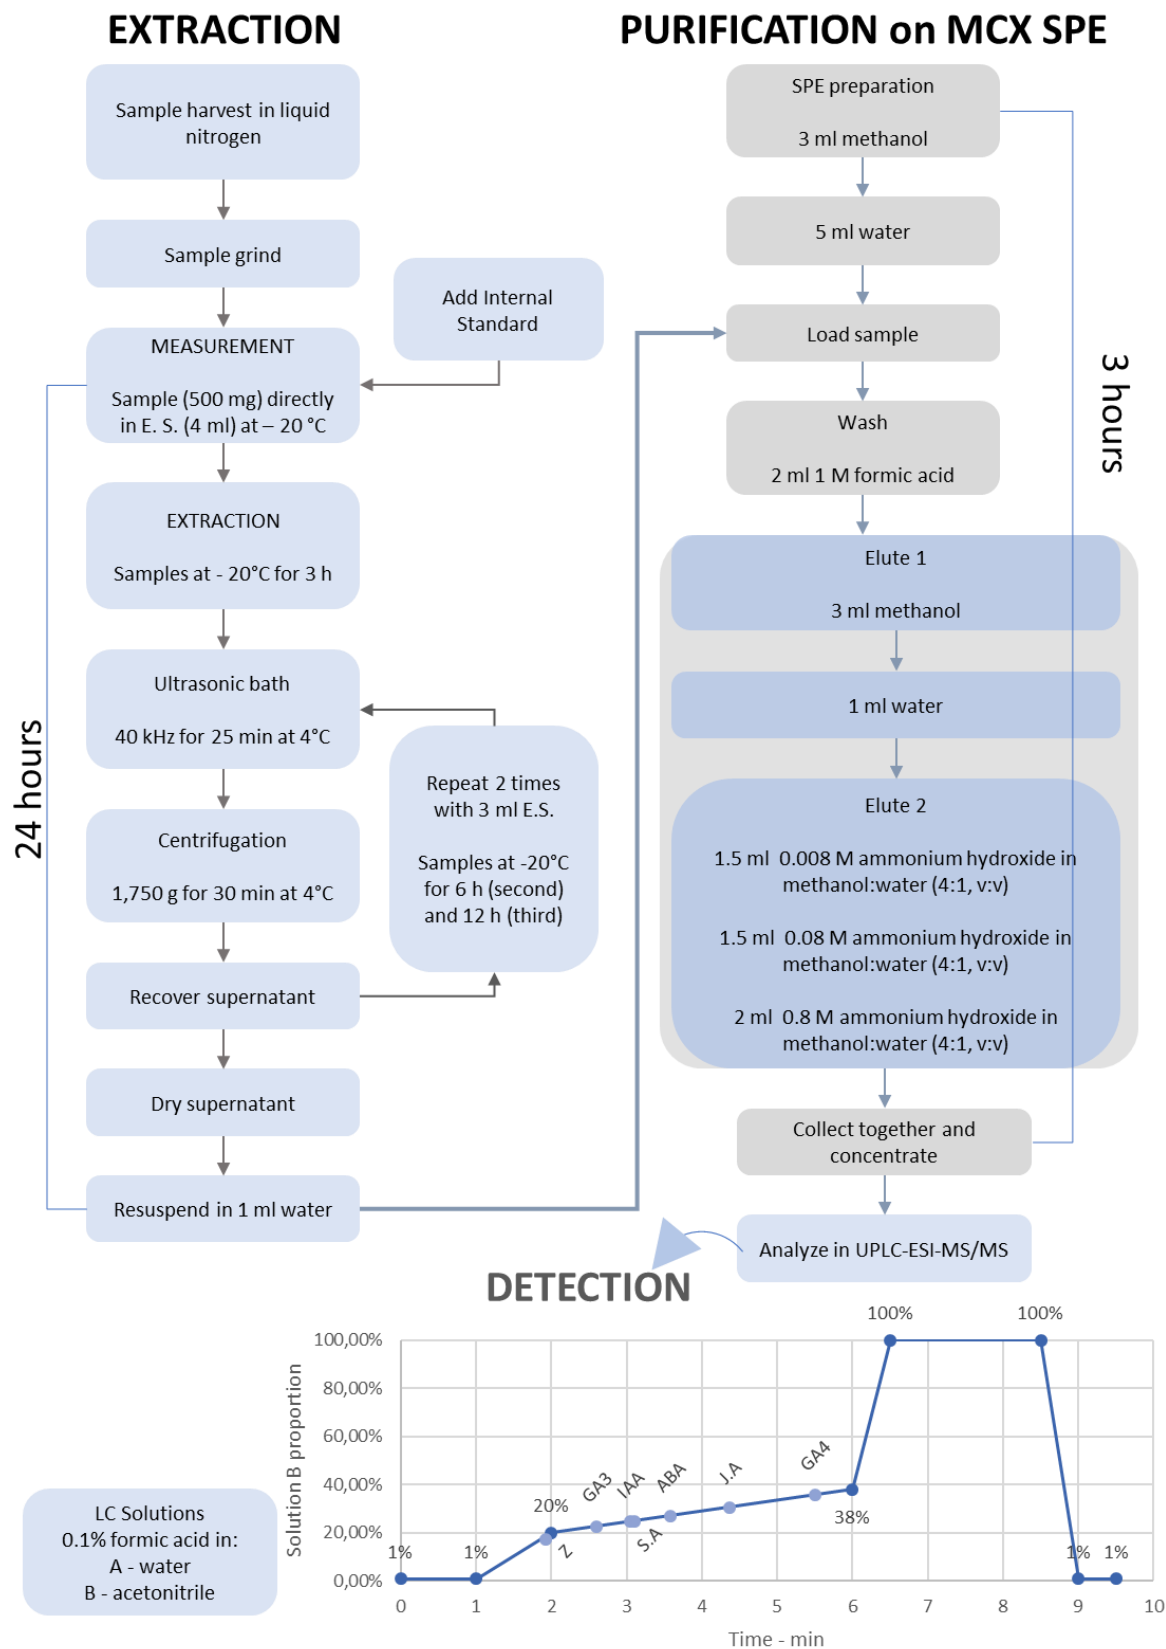 EXTRACTION
Sample harvest in liquid
nitrogen
Sample grind
Add Internal
Standard
MEASUREMENT
Sample (500 mg) directly
in E. S. (4 ml) at – 20 °C
EXTRACTION
Samples at - 20°C for 3 h
Ultrasonic bath
40 kHz for 25 min at 4°C
Centrifugation
1,750 g for 30 min at 4°C
Repeat 2 times
with 3 ml E.S.
Samples at -20°C
for 6 h (second)
and 12 h (third)
Recover supernatant
Dry supernatant
Resuspend in 1 ml water
24 hours
PURIFICATION on MCX SPE
SPE preparation
3 ml methanol
5 ml water
Load sample
Wash
2 ml 1 M formic acid
Elute 1
3 ml methanol
1 ml water
Elute 2
1.5 ml 0.008 M ammonium hydroxide in
methanol:water (4:1, v:v)
1.5 ml 0.08 M ammonium hydroxide in
methanol:water (4:1, v:v)
2 ml 0.8 M ammonium hydroxide in
methanol:water (4:1, v:v)
Collect together and
concentrate
Analyze in UPLC-ESI-MS/MS
3 hours
DETECTION
LC Solutions
0.1% formic acid in:
A - water
B - acetonitrile
Solution B proportion
100,00%
80,00%
60,00%
40,00%
20,00%
0,00%
1%
1%
20%
Z
GA3
IAA
S.A
ABA
J.A
GA4
38%
100%
100%
1%
1%
0 1 2 3 4 5 6 7 8 9 10
Time - min